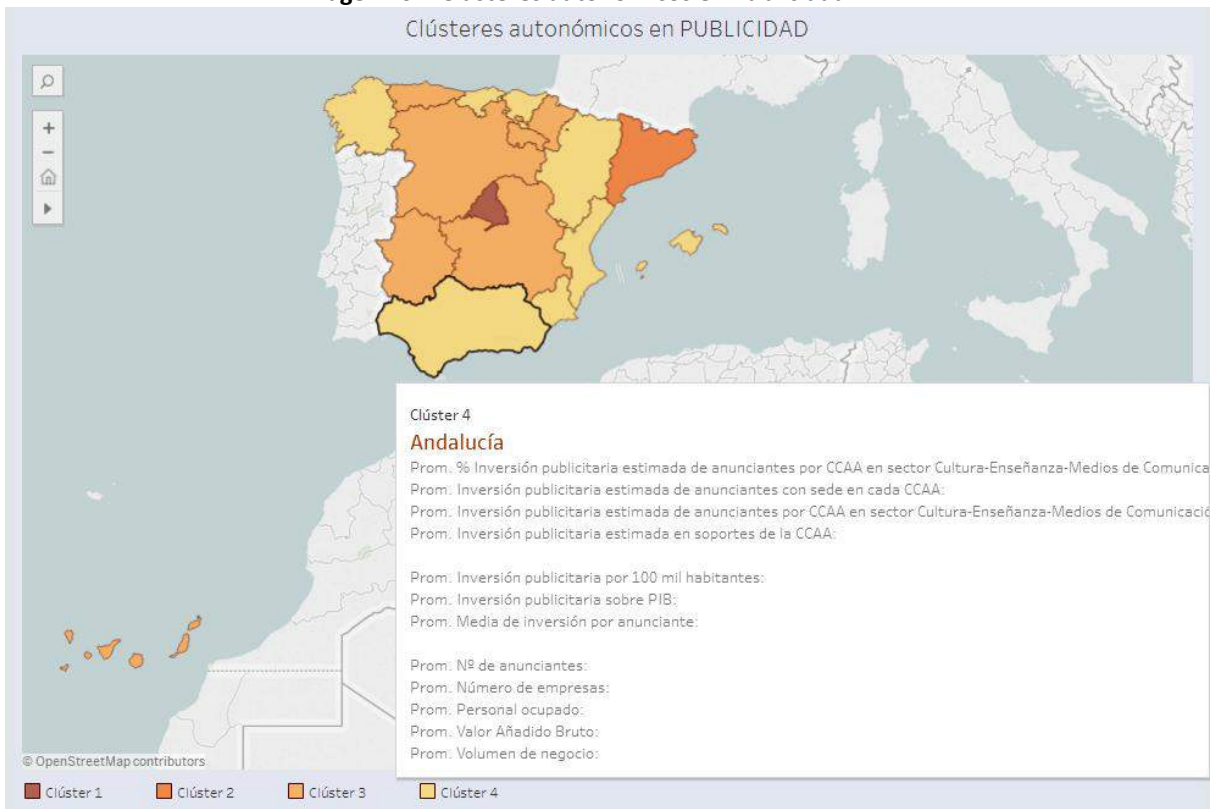 Clústeres autonómicos en PUBLICIDAD
Clúster 4
Andalucía
Prom. % Inversión publicitaria estimada de anunciantes por CCAA en sector Cultura-Enseñanza-Medios de Comunica
Prom. Inversión publicitaria estimada de anunciantes con sede en cada CCAA:
Prom. Inversión publicitaria estimada de anunciantes por CCAA en sector Cultura-Enseñanza-Medios de Comunicació
Prom. Inversión publicitaria estimada en soportes de la CCAA:
Prom. Inversión publicitaria por 100 mil habitantes:
Prom. Inversión publicitaria sobre PIB:
Prom. Media de inversión por anunciante:
Prom. Nº de anunciantes:
Prom. Número de empresas:
Prom. Personal ocupado:
Prom. Valor Añadido Bruto:
Prom. Volumen de negocio:
© OpenStreetMap contributors
Clúster 1 Clúster 2 Clúster 3 Clúster 4